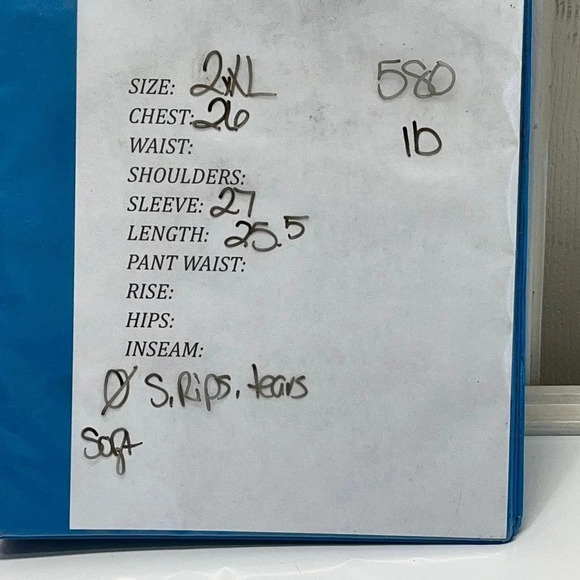 SIZE: 2XXL 580
CHEST: 26
WAIST: 1b
SHOULDERS:
SLEEVE: 27
LENGTH: 25.5
PANT WAIST:
RISE:
HIPS:
INSEAM:
Ø S, Rips, tears
Soft